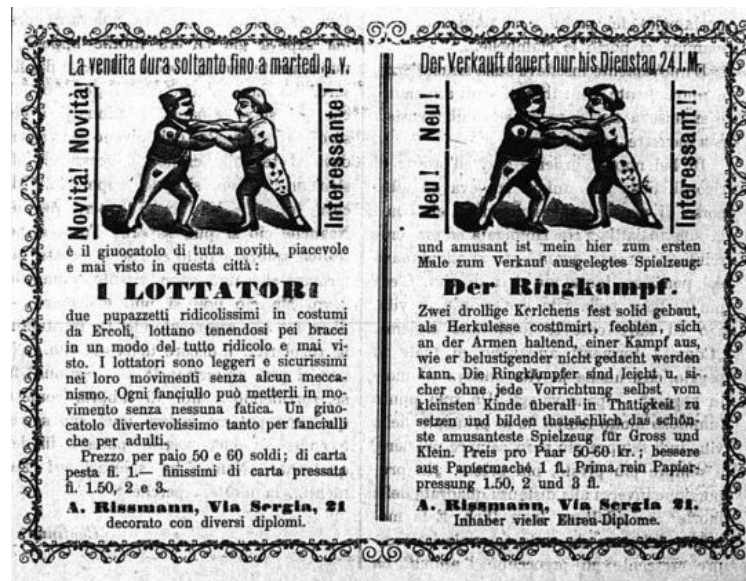 La vendita dura soltanto fino a martedi p. v.
Novità! Novità!
Interessante!
è il giuocatolo di tutta novità, piacevole
e mai visto in questa città:
I LOTTATORI
due pupazzetti ridicolissimi in costumi
da Ercoli, lottano tenendosi pei bracci
in un modo del tutto ridicolo e mai vi-
sto. I lottatori sono leggeri e sicurissimi
nei loro movimenti senza alcun mecca-
nismo. Ogni fanciullo può metterli in mo-
vimento senza nessuna fatica. Un giuo-
catolo divertevolissimo tanto per fanciulli
che per adulti.
Prezzo per paio 50 e 60 soldi; di carta
pesta fi. 1.— finissimi di carta pressata
fi. 1.50, 2 e 3.
A. Rissmann, Via Sergia, 21
decorato con diversi diplomi.
Der Verkauft dauert nur bis Dienstag 24 l. M.
Neu! Neu!
Interessant!!
und amusant ist mein hier zum ersten
Male zum Verkauf ausgelegtes Spielzeug:
Der Ringkampf.
Zwei drollige Kerlchens fest solid gebaut,
als Herkulesse costümirt, fechten, sich
an der Armen haltend, einer Kampf aus,
wie er belustigender nicht gedacht werden
kann. Die Ringkämpfer sind leicht u. si-
cher ohne jede Vorrichtung selbst vom
kleinsten Kinde überall in Thätigkeit zu
setzen und bilden thatsächlich das schön-
ste amusanteste Spielzeug für Gross und
Klein. Preis pro Paar 50-60 kr.; bessere
aus Papiermaché 1 fl. Prima rein Papier-
pressung 1.50, 2 und 3 fl.
A. Rissmann, Via Sergia 21.
Inhaber vieler Ehren-Diplome.